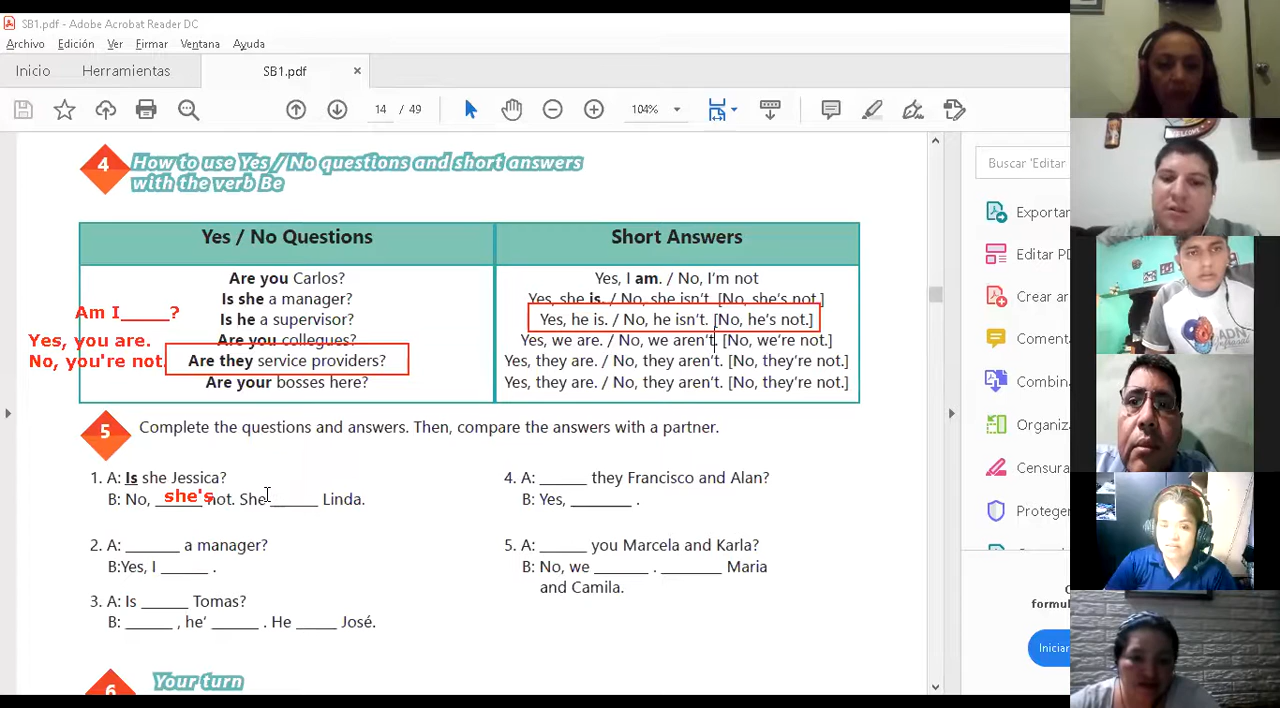 SB1.pdf - Adobe Acrobat Reader DC
Archivo Edición Ver Firmar Ventana Ayuda
Inicio Herramientas SB1.pdf ×
14 / 49 104%
4 How to use Yes / No questions and short answers
with the verb Be
Buscar 'Editar
Yes / No Questions Short Answers
Are you Carlos? Yes, I am. / No, I'm not
Is she a manager? Yes, she is. / No, she isn't. [No, she's not.]
Am I_____?
Is he a supervisor? Yes, he is. / No, he isn't. [No, he's not.]
Yes, you are.
Are you collegues? Yes, we are. / No, we aren't. [No, we're not.]
No, you're not.
Are they service providers? Yes, they are. / No, they aren't. [No, they're not.]
Are your bosses here? Yes, they are. / No, they aren't. [No, they're not.]
5 Complete the questions and answers. Then, compare the answers with a partner.
1. A: Is she Jessica?
B: No, she's not. She ______ Linda.
2. A: _______ a manager?
B:Yes, I ______ .
3. A: Is ______ Tomas?
B: ______ , he' ______ . He _____ José.
4. A: ______ they Francisco and Alan?
B: Yes, ________ .
5. A: ______ you Marcela and Karla?
B: No, we _______ . ________ Maria
and Camila.
6 Your turn
Exportar
Editar PD
Crear ar
Coment
Combin
Organiz
Censura
Proteger
formul
Iniciar
WELCOME